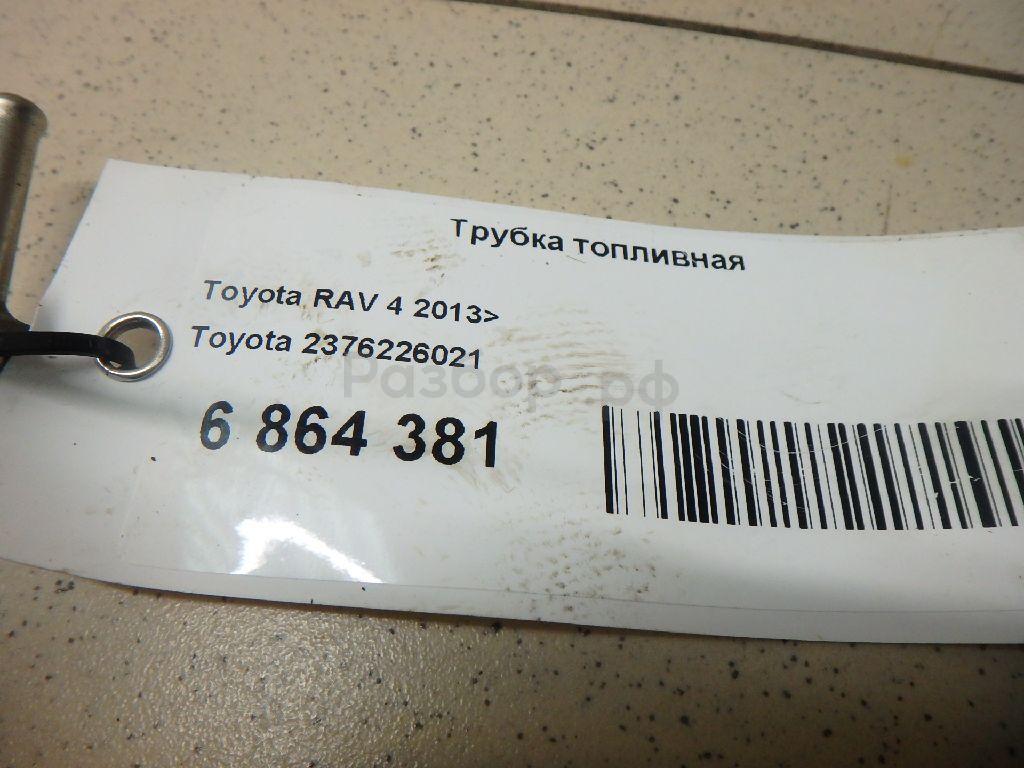 Трубка топливная
Toyota RAV 4 2013>
Toyota 2376226021
Разбор.рф
6 864 381